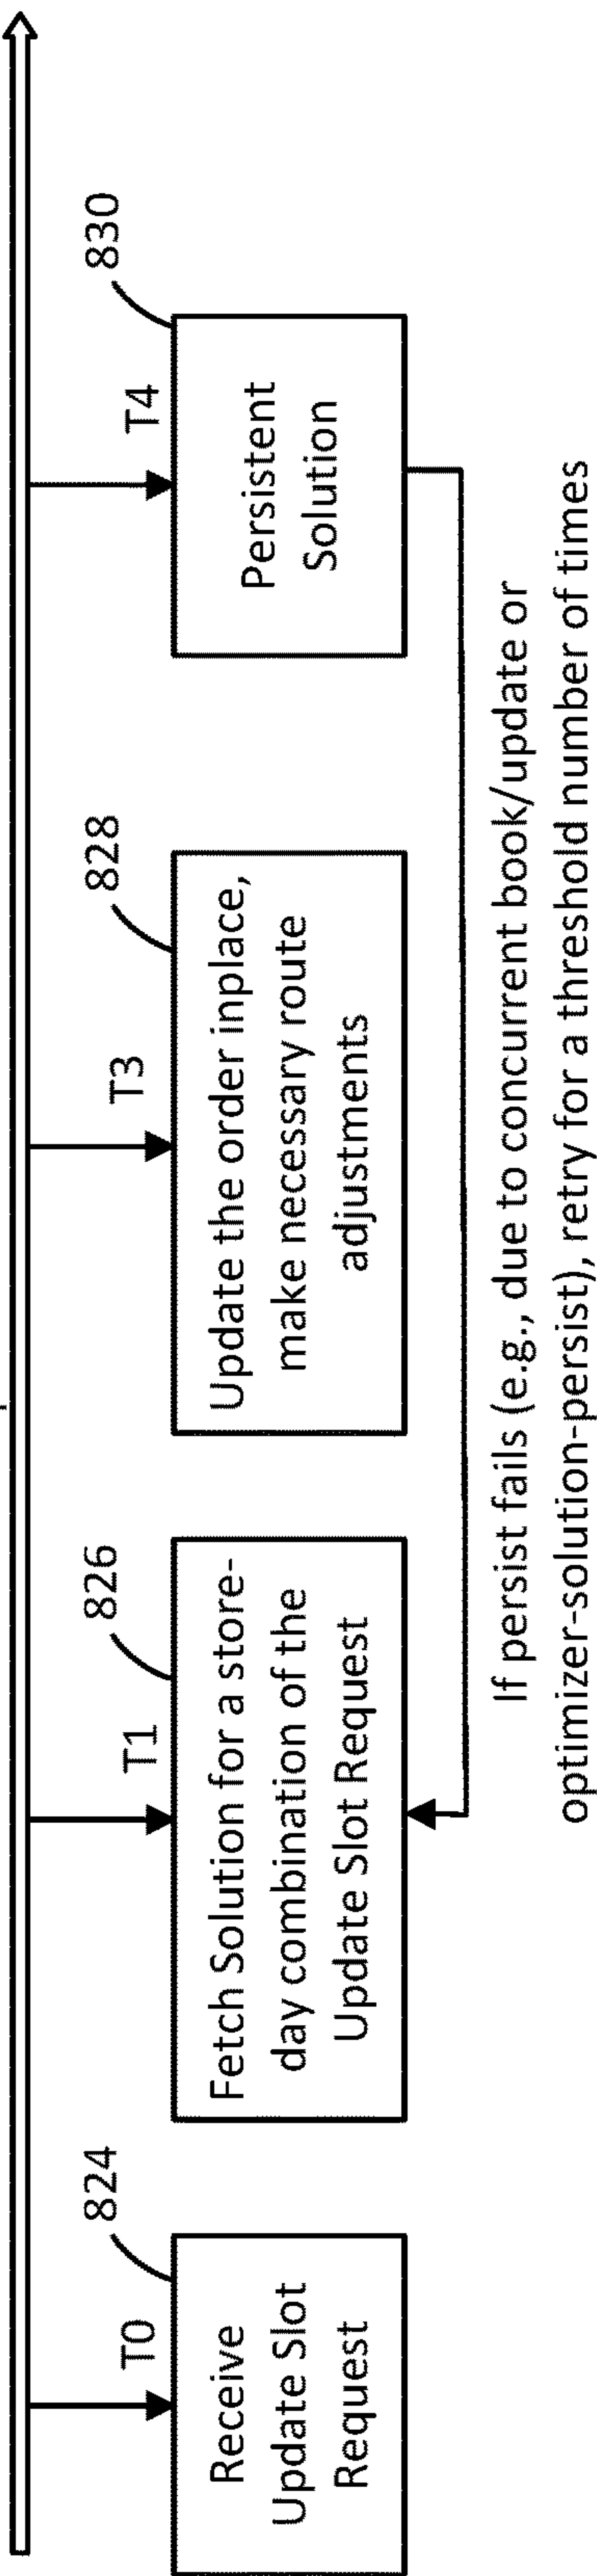 T0
824
Receive
Update Slot
Request
T1
826
Fetch Solution for a store-
day combination of the
Update Slot Request
T3
828
Update the order inplace,
make necessary route
adjustments
T4
830
Persistent
Solution
If persist fails (e.g., due to concurrent book/update or
optimizer-solution-persist), retry for a threshold number of times